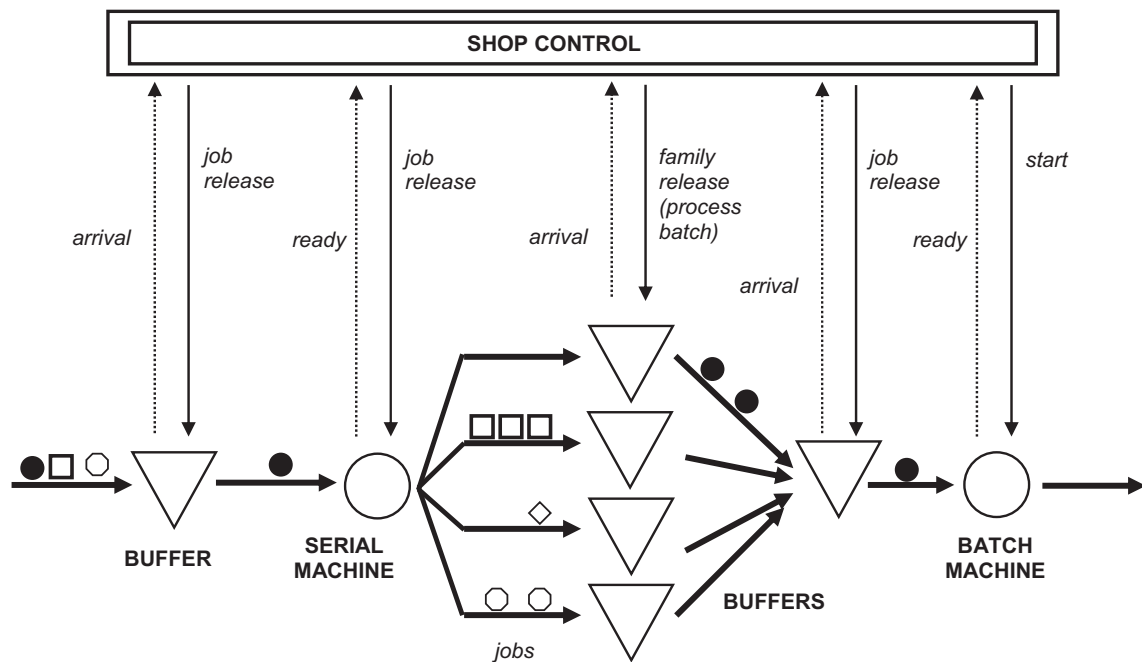 SHOP CONTROL
job
release
arrival
job
release
ready
family
release
(process
batch)
arrival
job
release
arrival
start
ready
BUFFER
SERIAL
MACHINE
jobs
BUFFERS
BATCH
MACHINE